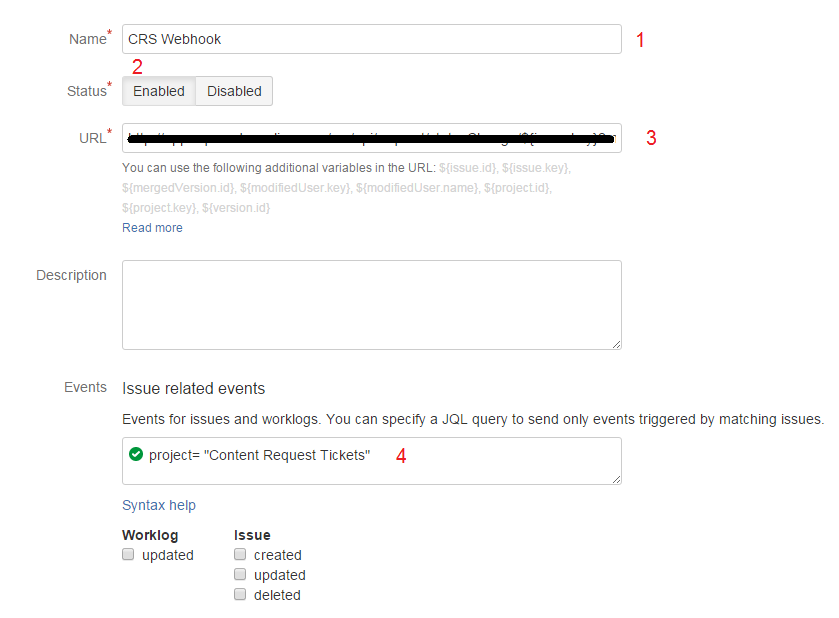 Name* CRS Webhook 1
2
Status* Enabled Disabled
URL* 3
You can use the following additional variables in the URL: ${issue.id}, ${issue.key},
${mergedVersion.id}, ${modifiedUser.key}, ${modifiedUser.name}, ${project.id},
${project.key}, ${version.id}
Read more
Description
Events Issue related events
Events for issues and worklogs. You can specify a JQL query to send only events triggered by matching issues.
project= "Content Request Tickets" 4
Syntax help
Worklog Issue
updated created
updated
deleted